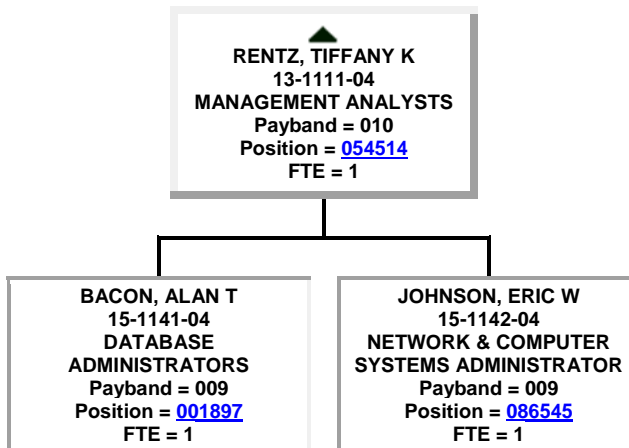 RENTZ, TIFFANY K
13-1111-04
MANAGEMENT ANALYSTS
Payband = 010
Position = 054514
FTE = 1
BACON, ALAN T
15-1141-04
DATABASE
ADMINISTRATORS
Payband = 009
Position = 001897
FTE = 1
JOHNSON, ERIC W
15-1142-04
NETWORK & COMPUTER
SYSTEMS ADMINISTRATOR
Payband = 009
Position = 086545
FTE = 1